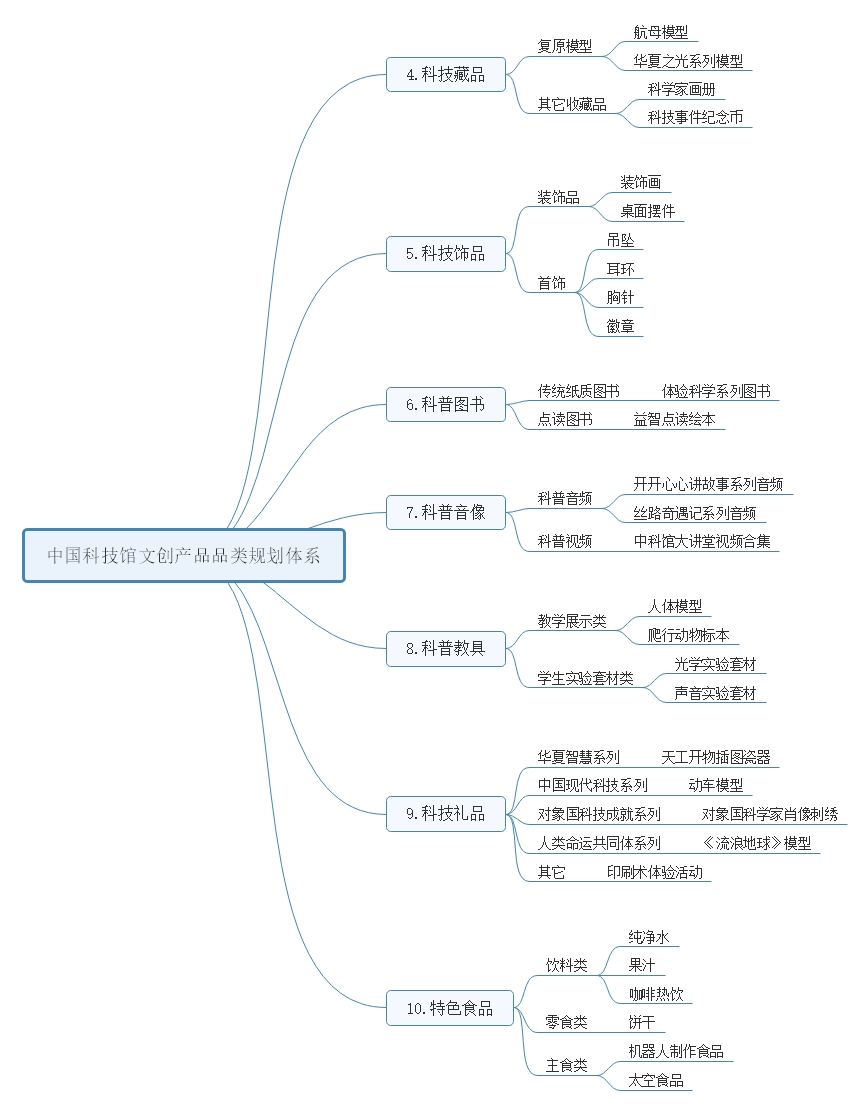 中国科技馆文创产品品类规划体系
4.科技藏品
复原模型
航母模型
华夏之光系列模型
其它收藏品
科学家画册
科技事件纪念币
5.科技饰品
装饰品
装饰画
桌面摆件
首饰
吊坠
耳环
胸针
徽章
6.科普图书
传统纸质图书
体验科学系列图书
点读图书
益智点读绘本
7.科普音像
科普音频
开开心心讲故事系列音频
丝路奇遇记系列音频
科普视频
中科馆大讲堂视频合集
8.科普教具
教学展示类
人体模型
爬行动物标本
学生实验套材类
光学实验套材
声音实验套材
9.科技礼品
华夏智慧系列
天工开物插图瓷器
中国现代科技系列
动车模型
对象国科技成就系列
对象国科学家肖像刺绣
人类命运共同体系列
《流浪地球》模型
其它
印刷术体验活动
10.特色食品
饮料类
纯净水
果汁
咖啡热饮
零食类
饼干
主食类
机器人制作食品
太空食品